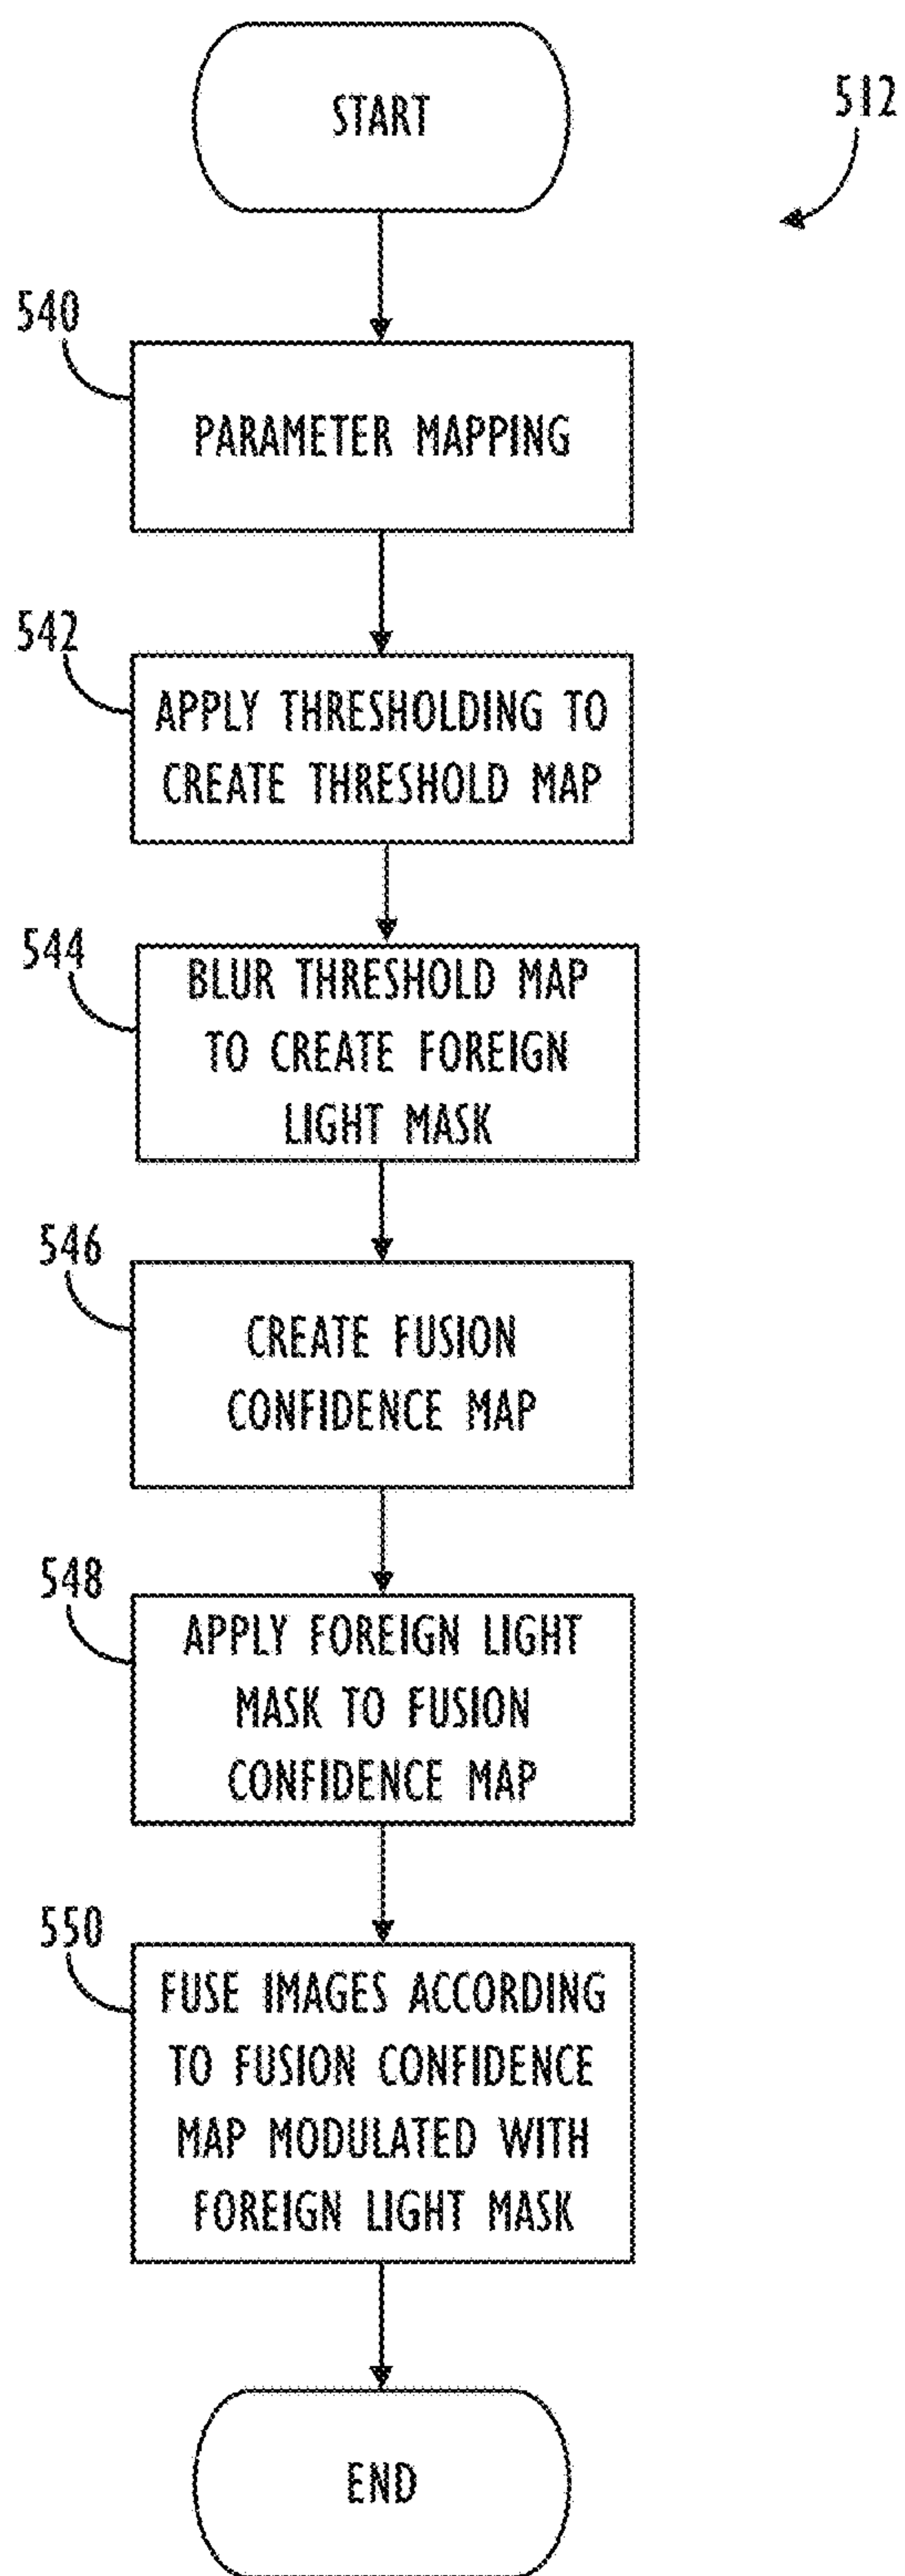 START
512
540
PARAMETER MAPPING
542
APPLY THRESHOLDING TO
CREATE THRESHOLD MAP
544
BLUR THRESHOLD MAP
TO CREATE FOREIGN
LIGHT MASK
546
CREATE FUSION
CONFIDENCE MAP
548
APPLY FOREIGN LIGHT
MASK TO FUSION
CONFIDENCE MAP
550
FUSE IMAGES ACCORDING
TO FUSION CONFIDENCE
MAP MODULATED WITH
FOREIGN LIGHT MASK
END